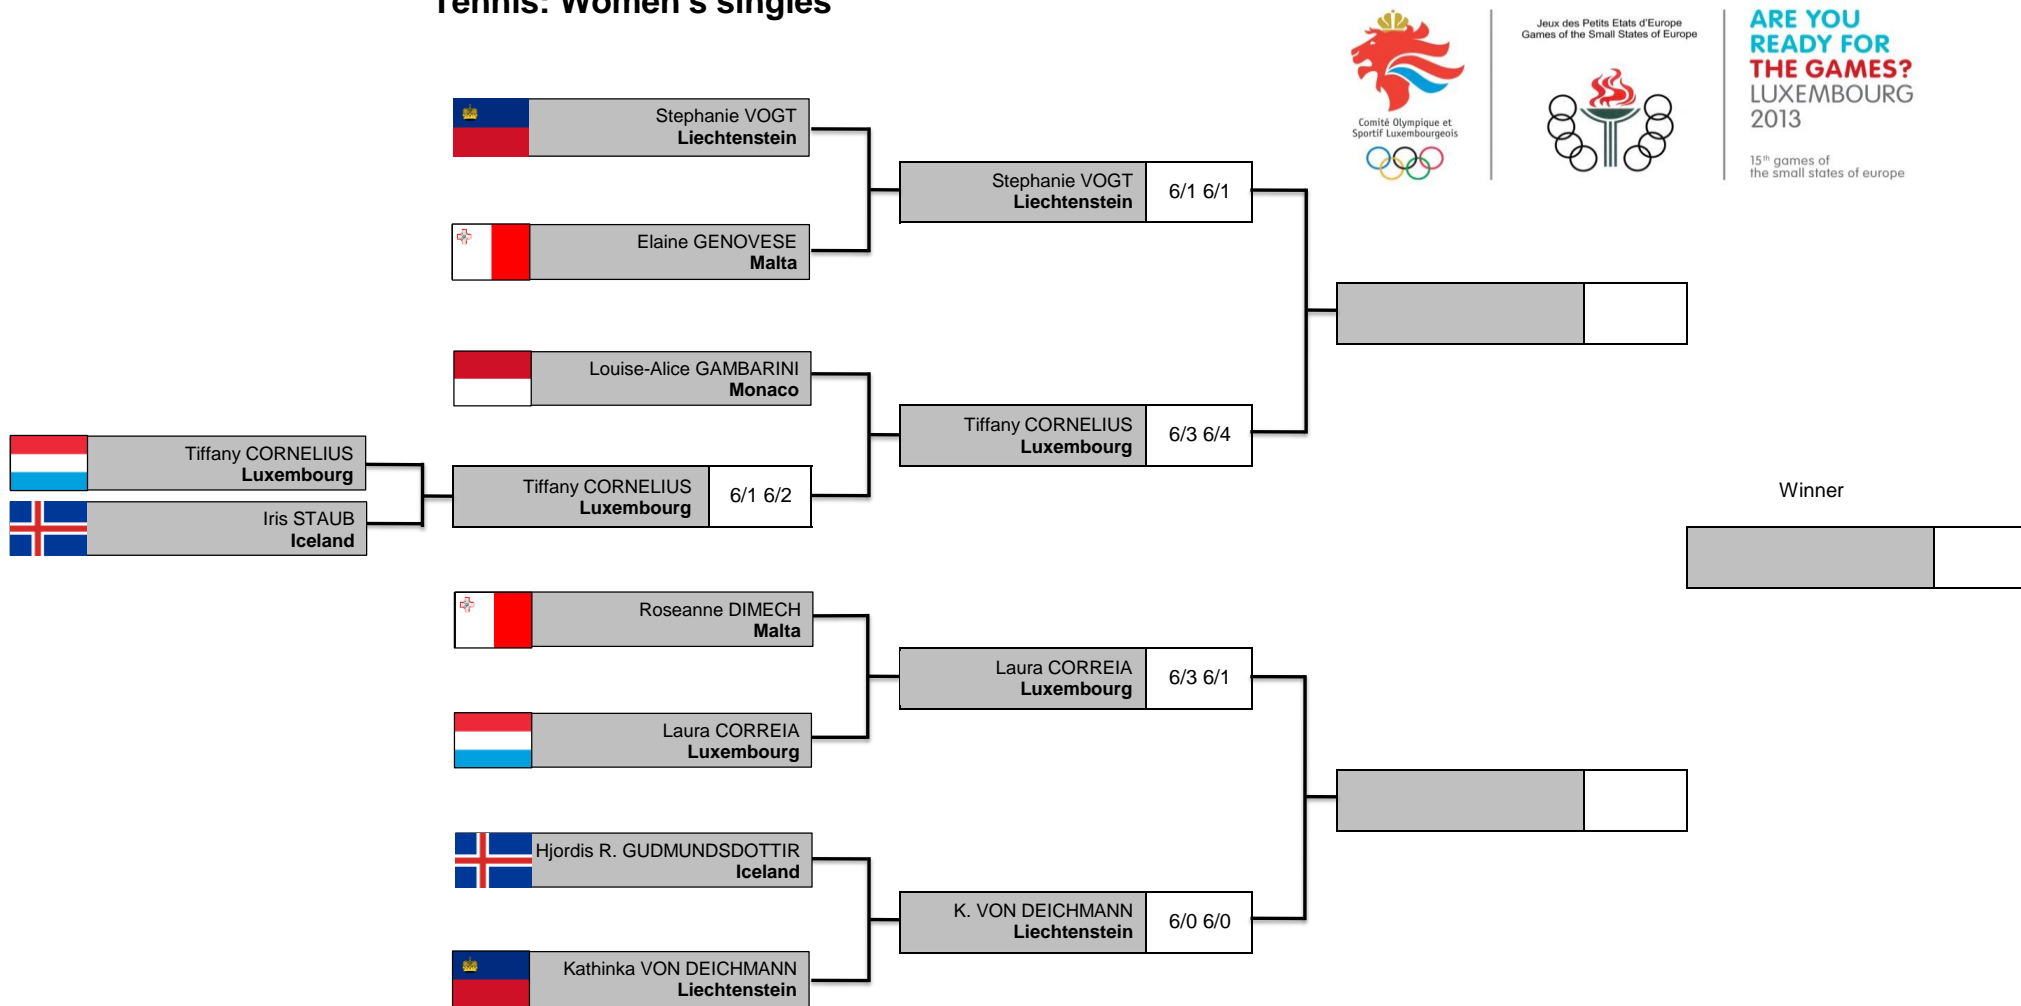 Tennis: Women's singles
Comité Olympique et
Sportif Luxembourgeois
Jeux des Petits Etats d'Europe
Games of the Small States of Europe
ARE YOU
READY FOR
THE GAMES?
LUXEMBOURG
2013
15th games of
the small states of europe
Stephanie VOGT
Liechtenstein
Elaine GENOVESE
Malta
Stephanie VOGT
Liechtenstein
6/1 6/1
Louise-Alice GAMBARINI
Monaco
Tiffany CORNELIUS
Luxembourg
Iris STAUB
Iceland
Tiffany CORNELIUS
Luxembourg
6/1 6/2
Tiffany CORNELIUS
Luxembourg
6/3 6/4
Winner
Roseanne DIMECH
Malta
Laura CORREIA
Luxembourg
Laura CORREIA
Luxembourg
6/3 6/1
Hjordis R. GUDMUNDSDOTTIR
Iceland
Kathinka VON DEICHMANN
Liechtenstein
K. VON DEICHMANN
Liechtenstein
6/0 6/0